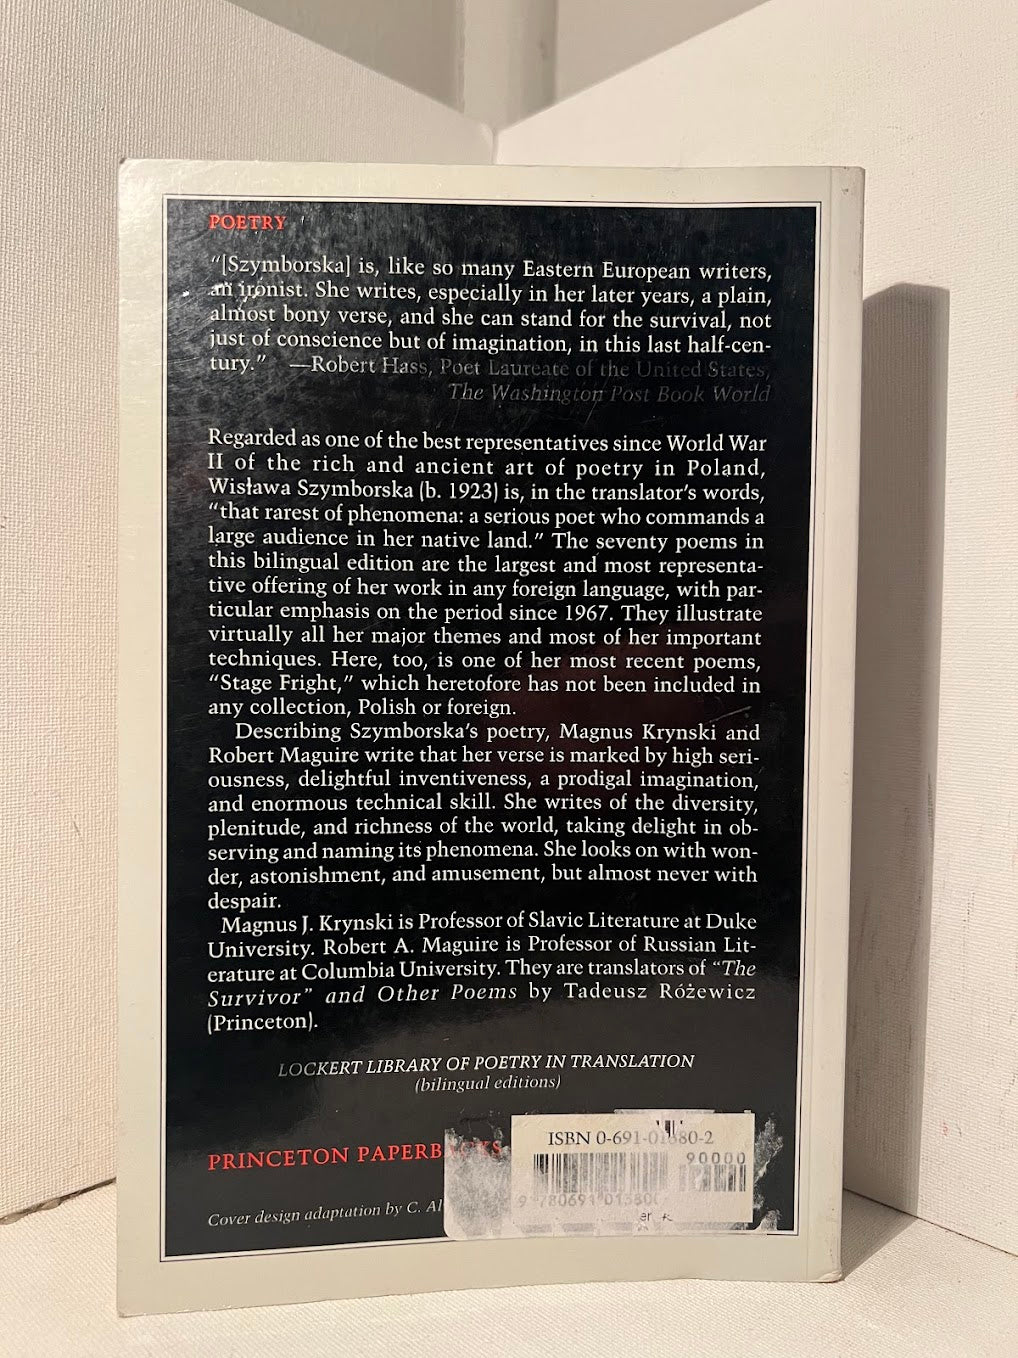 POETRY
“[Szymborska] is, like so many Eastern European writers,
an ironist. She writes, especially in her later years, a plain,
almost bony verse, and she can stand for the survival, not
just of conscience but of imagination, in this last half-cen-
tury.” —Robert Hass, Poet Laureate of the United States,
The Washington Post Book World
Regarded as one of the best representatives since World War
II of the rich and ancient art of poetry in Poland,
Wisława Szymborska (b. 1923) is, in the translator’s words,
“that rarest of phenomena: a serious poet who commands a
large audience in her native land.” The seventy poems in
this bilingual edition are the largest and most representa-
tive offering of her work in any foreign language, with par-
ticular emphasis on the period since 1967. They illustrate
virtually all her major themes and most of her important
techniques. Here, too, is one of her most recent poems,
“Stage Fright,” which heretofore has not been included in
any collection, Polish or foreign.
Describing Szymborska’s poetry, Magnus Krynski and
Robert Maguire write that her verse is marked by high seri-
ousness, delightful inventiveness, a prodigal imagination,
and enormous technical skill. She writes of the diversity,
plenitude, and richness of the world, taking delight in ob-
serving and naming its phenomena. She looks on with won-
der, astonishment, and amusement, but almost never with
despair.
Magnus J. Krynski is Professor of Slavic Literature at Duke
University. Robert A. Maguire is Professor of Russian Lit-
erature at Columbia University. They are translators of “The
Survivor” and Other Poems by Tadeusz Różewicz
(Princeton).
LOCKERT LIBRARY OF POETRY IN TRANSLATION
(bilingual editions)
PRINCETON PAPERBACKS
ISBN 0-691-01380-2
90000
Cover design adaptation by C. Al